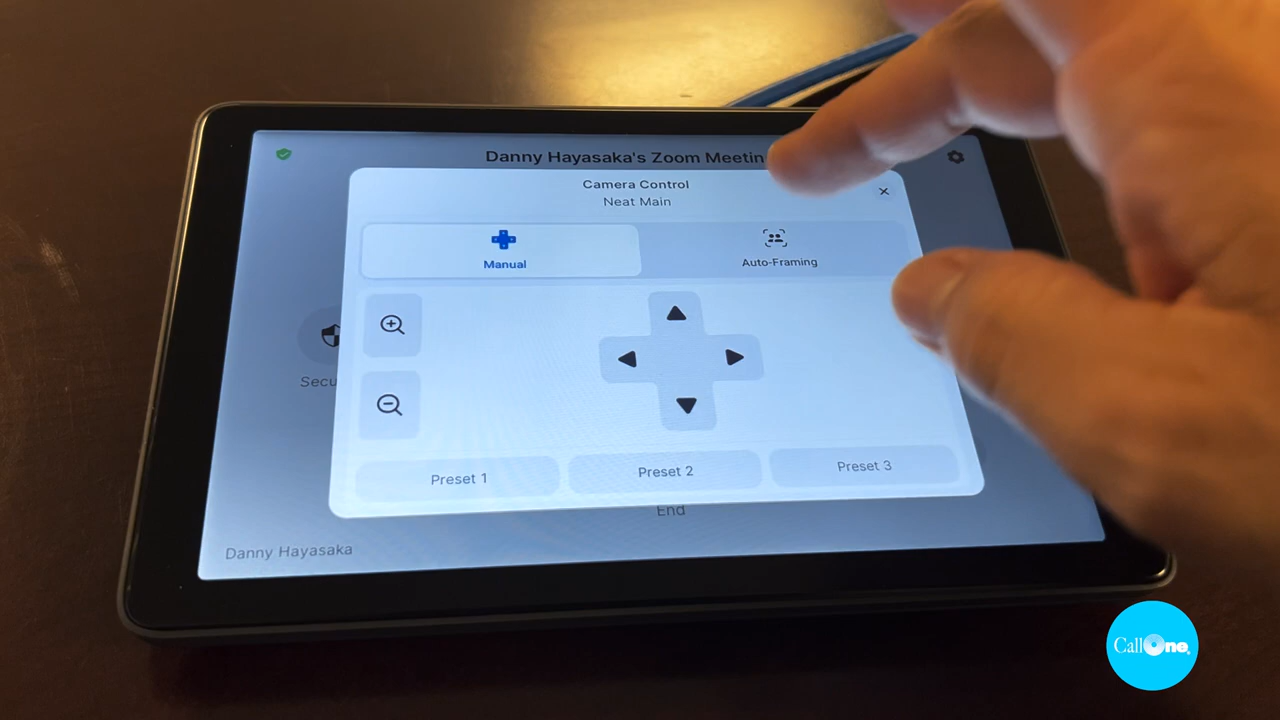 Danny Hayasaka's Zoom Meetin
Camera Control
Neat Main
Manual
Auto-Framing
Secu
Preset 1
Preset 2
Preset 3
End
Danny Hayasaka
CallOne